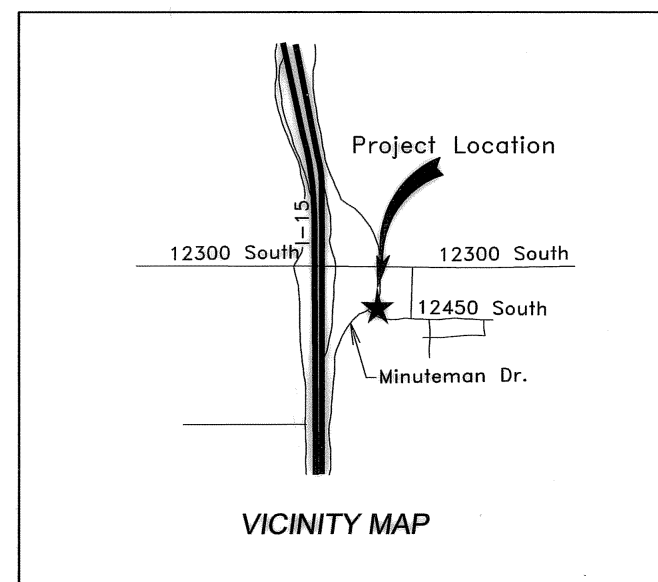 Project Location
I-15
12300 South
12300 South
12450 South
Minuteman Dr.
VICINITY MAP